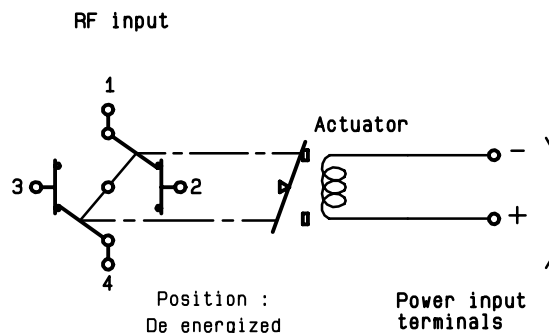 RF input
1
Actuator
-
3
2
+
4
Position :
De energized
Power input
terminals